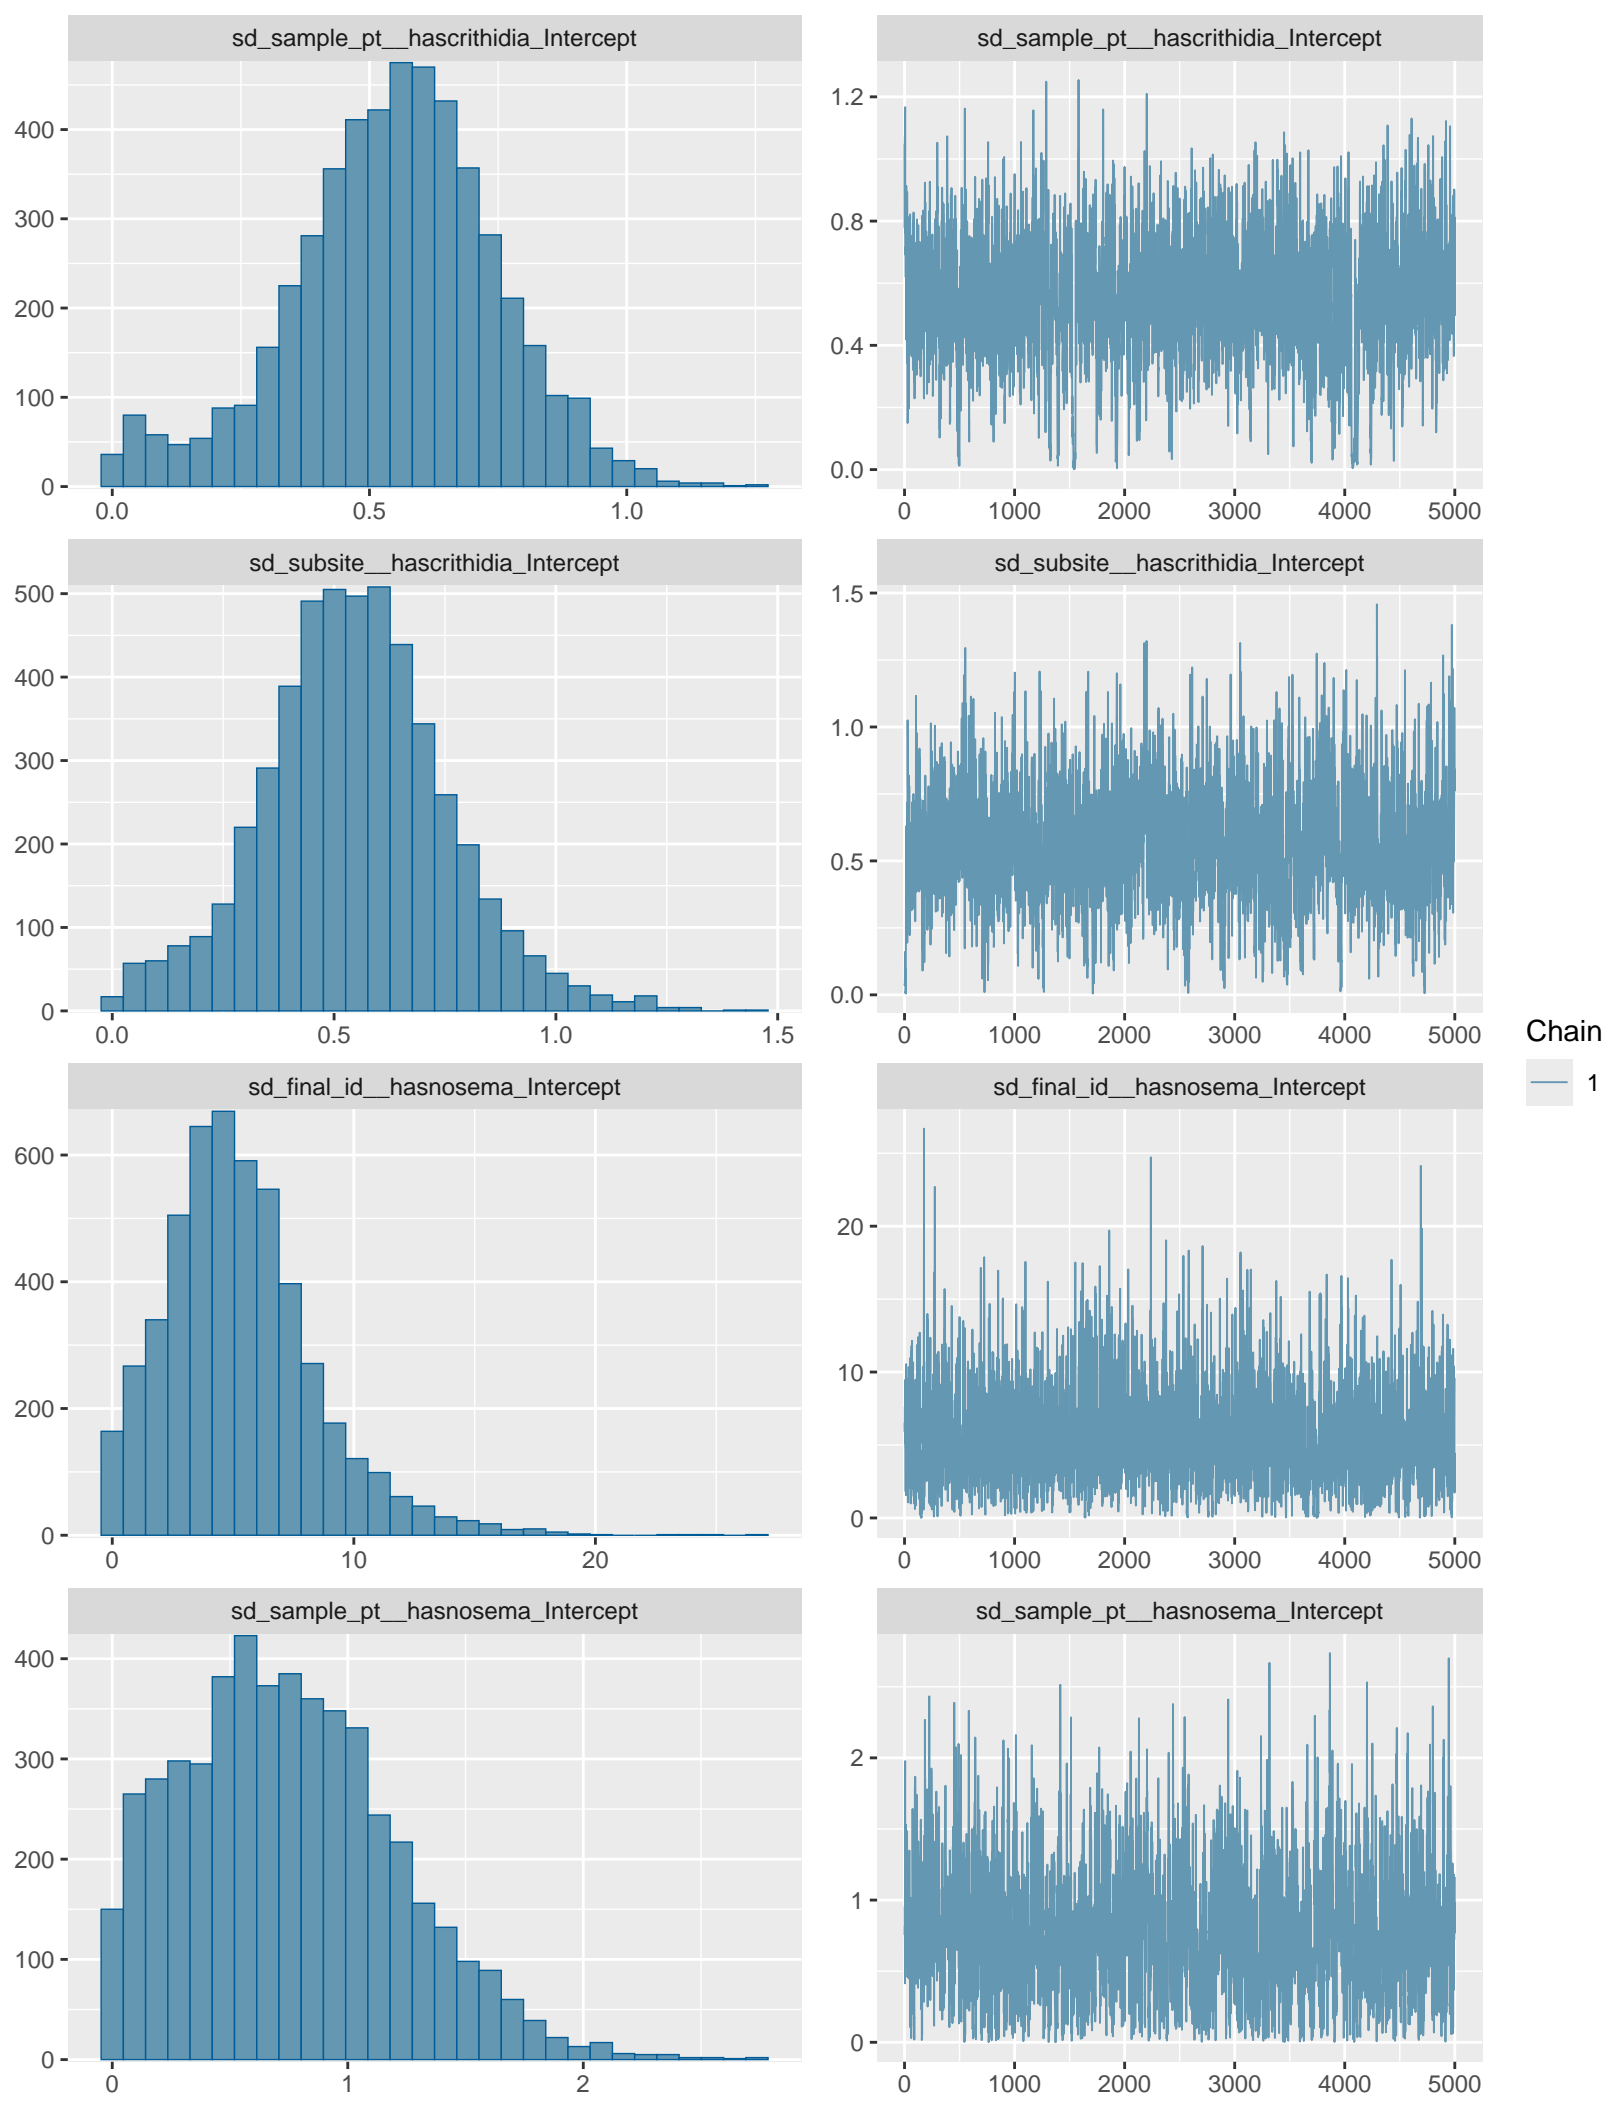 sd_sample_pt__hascrithidia_Intercept
400
300
200
100
0
0.0 0.5 1.0
sd_sample_pt__hascrithidia_Intercept
1.2
0.8
0.4
0.0
0 1000 2000 3000 4000 5000
sd_subsite__hascrithidia_Intercept
500
400
300
200
100
0
0.0 0.5 1.0 1.5
sd_subsite__hascrithidia_Intercept
1.5
1.0
0.5
0.0
0 1000 2000 3000 4000 5000
sd_final_id__hasnosema_Intercept
600
400
200
0
0 10 20
sd_final_id__hasnosema_Intercept
20
10
0
0 1000 2000 3000 4000 5000
sd_sample_pt__hasnosema_Intercept
400
300
200
100
0
0 1 2
sd_sample_pt__hasnosema_Intercept
2
1
0
0 1000 2000 3000 4000 5000
Chain
1